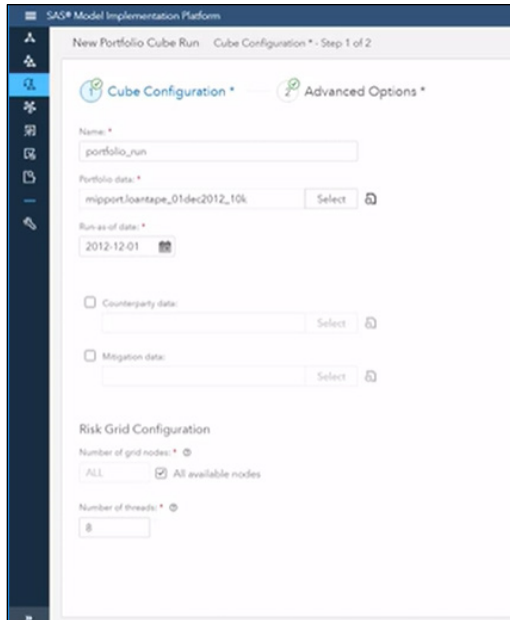 SAS® Model Implementation Platform
New Portfolio Cube Run Cube Configuration * - Step 1 of 2
1 Cube Configuration * 2 Advanced Options *
Name: *
portfolio_run
Portfolio data: *
mipport.loantape_01dec2012_10k Select
Run-as-of date: *
2012-12-01
Counterparty data:
Select
Mitigation data:
Select
Risk Grid Configuration
Number of grid nodes: *
ALL All available nodes
Number of threads: *
8